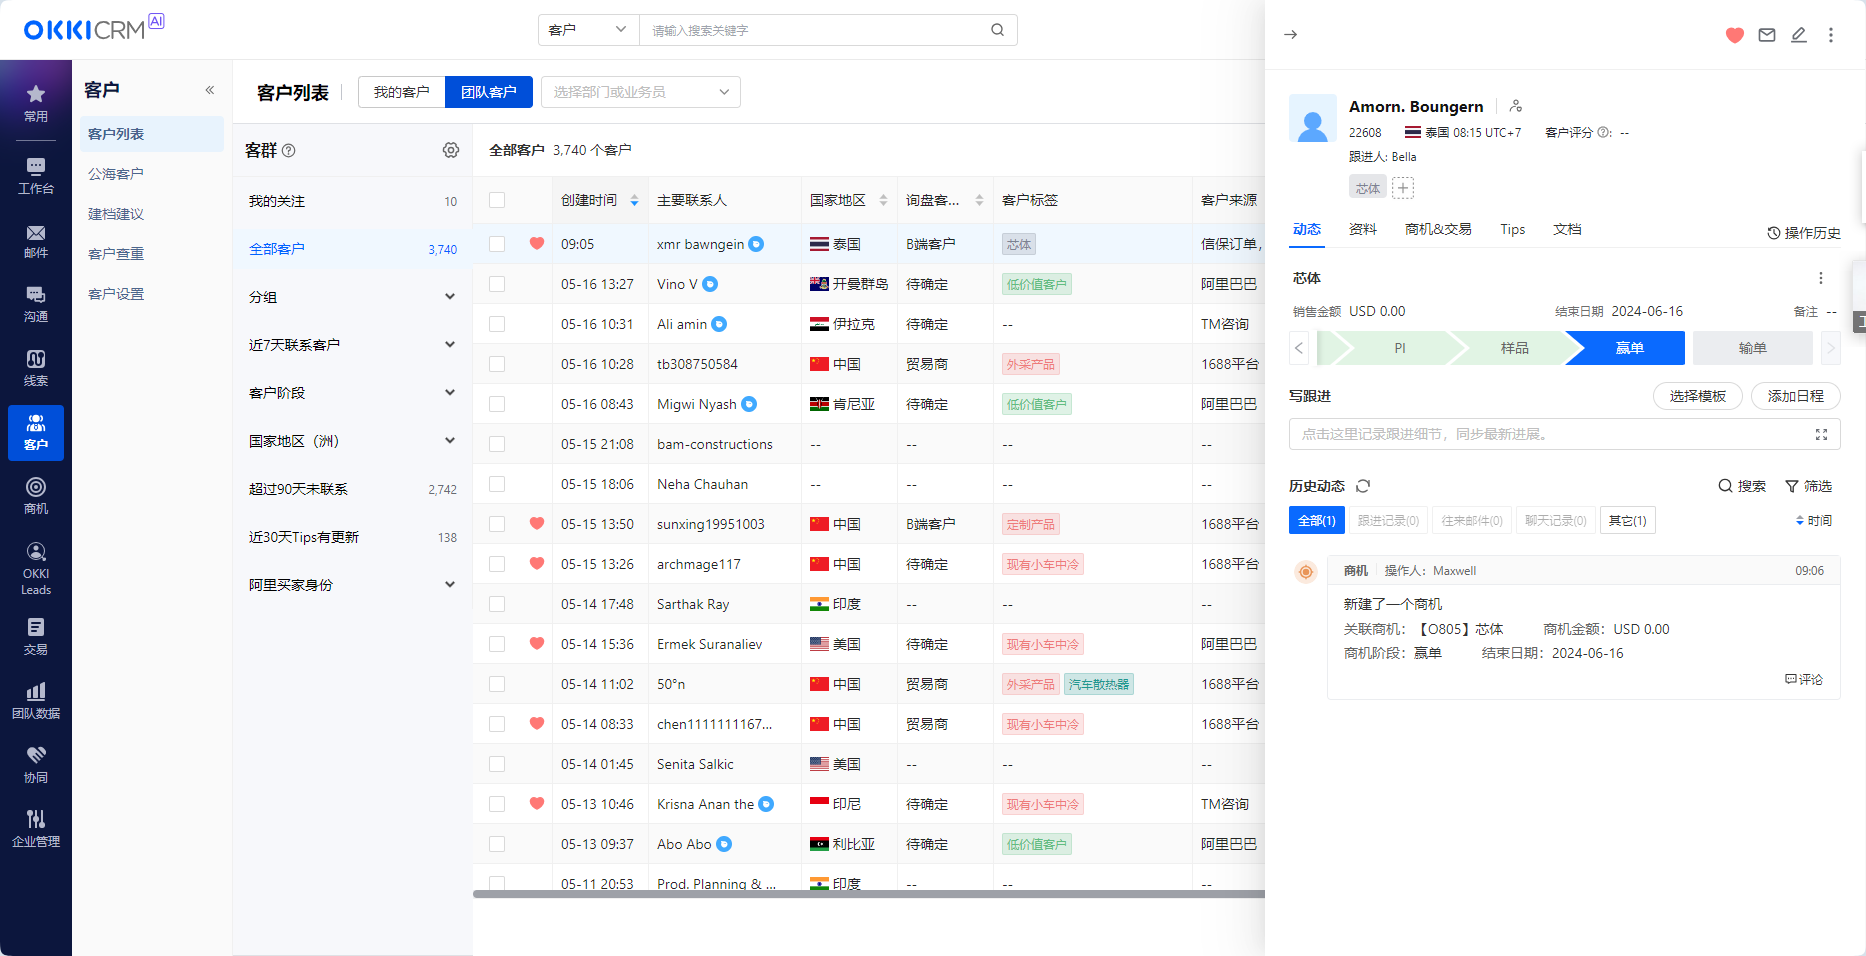 OKKICRM AI
客户 请输入搜索关键字
常用
工作台
邮件
沟通
线索
客户
商机
OKKI
Leads
交易
团队数据
协同
企业管理
客户
客户列表
公海客户
建档建议
客户查重
客户设置
客户列表 我的客户 团队客户 选择部门或业务员
客群
我的关注 10
全部客户 3,740
分组
近7天联系客户
客户阶段
国家地区（洲）
超过90天未联系 2,742
近30天Tips有更新 138
阿里买家身份
全部客户 3,740 个客户
创建时间 主要联系人 国家地区 询盘客... 客户标签 客户来源
09:05 xmr bawngein 泰国 B端客户 芯体 信保订单,
05-16 13:27 Vino V 开曼群岛 待确定 低价值客户 阿里巴巴
05-16 10:31 Ali amin 伊拉克 待确定 -- TM咨询
05-16 10:28 tb308750584 中国 贸易商 外采产品 1688平台
05-16 08:43 Migwi Nyash 肯尼亚 待确定 低价值客户 阿里巴巴
05-15 21:08 bam-constructions -- -- -- --
05-15 18:06 Neha Chauhan -- -- -- --
05-15 13:50 sunxing19951003 中国 B端客户 定制产品 1688平台
05-15 13:26 archmage117 中国 现有小车中冷 1688平台
05-14 17:48 Sarthak Ray 印度 -- -- --
05-14 15:36 Ermek Suranaliev 美国 待确定 现有小车中冷 阿里巴巴
05-14 11:02 50°n 中国 贸易商 外采产品 汽车散热器 1688平台
05-14 08:33 chen1111111167... 中国 贸易商 现有小车中冷 1688平台
05-14 01:45 Senita Salkic 美国 -- -- --
05-13 10:46 Krisna Anan the 印尼 待确定 现有小车中冷 TM咨询
05-13 09:37 Abo Abo 利比亚 待确定 低价值客户 阿里巴巴
05-11 20:53 Prod. Planning & ... 印度 -- -- --
Amorn. Boungern
22608 泰国 08:15 UTC+7 客户评分 : --
跟进人: Bella
芯体
动态 资料 商机&交易 Tips 文档 操作历史
芯体
销售金额 USD 0.00 结束日期 2024-06-16 备注 --
PI 样品 赢单 输单
写跟进 选择模板 添加日程
点击这里记录跟进细节，同步最新进展。
历史动态 搜索 筛选
全部(1) 跟进记录(0) 往来邮件(0) 聊天记录(0) 其它(1) 时间
商机 操作人： Maxwell 09:06
新建了一个商机
关联商机： 【O805】芯体 商机金额： USD 0.00
商机阶段： 赢单 结束日期： 2024-06-16
评论